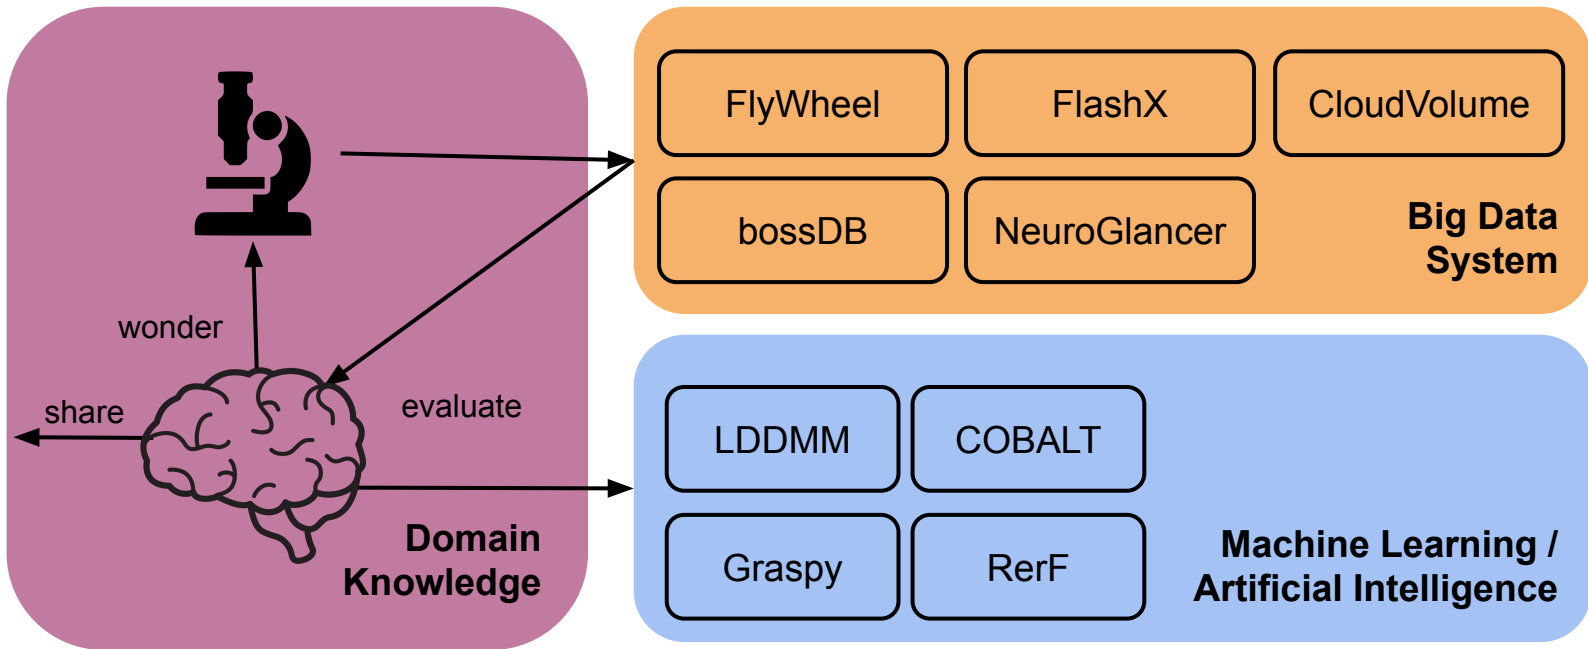 wonder
share
evaluate
Domain
Knowledge
FlyWheel
FlashX
CloudVolume
bossDB
NeuroGlancer
Big Data
System
LDDMM
COBALT
Graspy
RerF
Machine Learning /
Artificial Intelligence